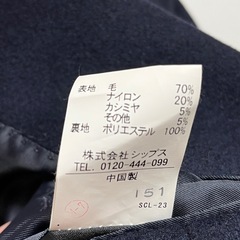 表地 毛 70%
ナイロン 20%
カシミヤ 5%
その他 5%
裏地 ポリエステル 100%
株式会社シップス
TEL. 0120-444-099
中国製
151
SCL-23